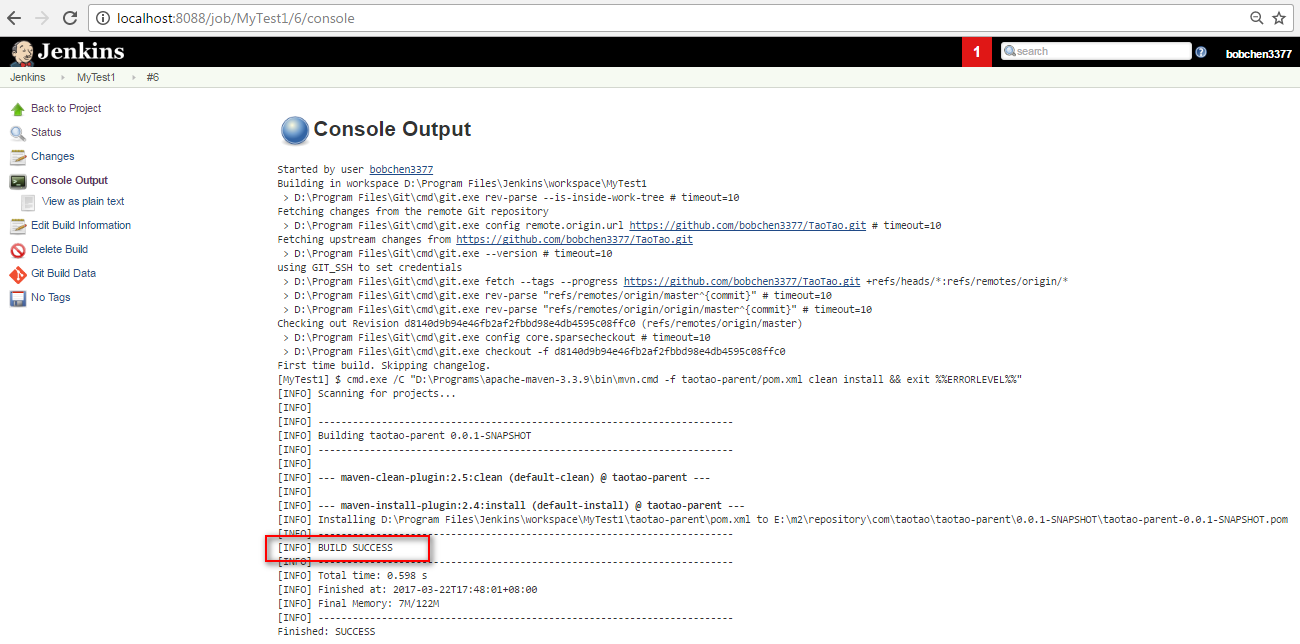 localhost:8088/job/MyTest1/6/console
Jenkins
1
search
bobchen3377
Jenkins
MyTest1
#6
Back to Project
Status
Changes
Console Output
View as plain text
Edit Build Information
Delete Build
Git Build Data
No Tags
Console Output
Started by user bobchen3377
Building in workspace D:\Program Files\Jenkins\workspace\MyTest1
> D:\Program Files\Git\cmd\git.exe rev-parse --is-inside-work-tree # timeout=10
Fetching changes from the remote Git repository
> D:\Program Files\Git\cmd\git.exe config remote.origin.url https://github.com/bobchen3377/TaoTao.git # timeout=10
Fetching upstream changes from https://github.com/bobchen3377/TaoTao.git
> D:\Program Files\Git\cmd\git.exe --version # timeout=10
using GIT_SSH to set credentials
> D:\Program Files\Git\cmd\git.exe fetch --tags --progress https://github.com/bobchen3377/TaoTao.git +refs/heads/*:refs/remotes/origin/*
> D:\Program Files\Git\cmd\git.exe rev-parse "refs/remotes/origin/master^{commit}" # timeout=10
> D:\Program Files\Git\cmd\git.exe rev-parse "refs/remotes/origin/origin/master^{commit}" # timeout=10
Checking out Revision d8140d9b94e46fb2af2fbbd98e4db4595c08ffc0 (refs/remotes/origin/master)
> D:\Program Files\Git\cmd\git.exe config core.sparsecheckout # timeout=10
> D:\Program Files\Git\cmd\git.exe checkout -f d8140d9b94e46fb2af2fbbd98e4db4595c08ffc0
First time build. Skipping changelog.
[MyTest1] $ cmd.exe /C "D:\Programs\apache-maven-3.3.9\bin\mvn.cmd -f taotao-parent/pom.xml clean install && exit %%ERRORLEVEL%%"
[INFO] Scanning for projects...
[INFO]
[INFO] ------------------------------------------------------------------------
[INFO] Building taotao-parent 0.0.1-SNAPSHOT
[INFO] ------------------------------------------------------------------------
[INFO]
[INFO] --- maven-clean-plugin:2.5:clean (default-clean) @ taotao-parent ---
[INFO]
[INFO] --- maven-install-plugin:2.4:install (default-install) @ taotao-parent ---
[INFO] Installing D:\Program Files\Jenkins\workspace\MyTest1\taotao-parent\pom.xml to E:\m2\repository\com\taotao\taotao-parent\0.0.1-SNAPSHOT\taotao-parent-0.0.1-SNAPSHOT.pom
[INFO] ------------------------------------------------------------------------
[INFO] BUILD SUCCESS
[INFO] ------------------------------------------------------------------------
[INFO] Total time: 0.598 s
[INFO] Finished at: 2017-03-22T17:48:01+08:00
[INFO] Final Memory: 7M/122M
[INFO] ------------------------------------------------------------------------
Finished: SUCCESS